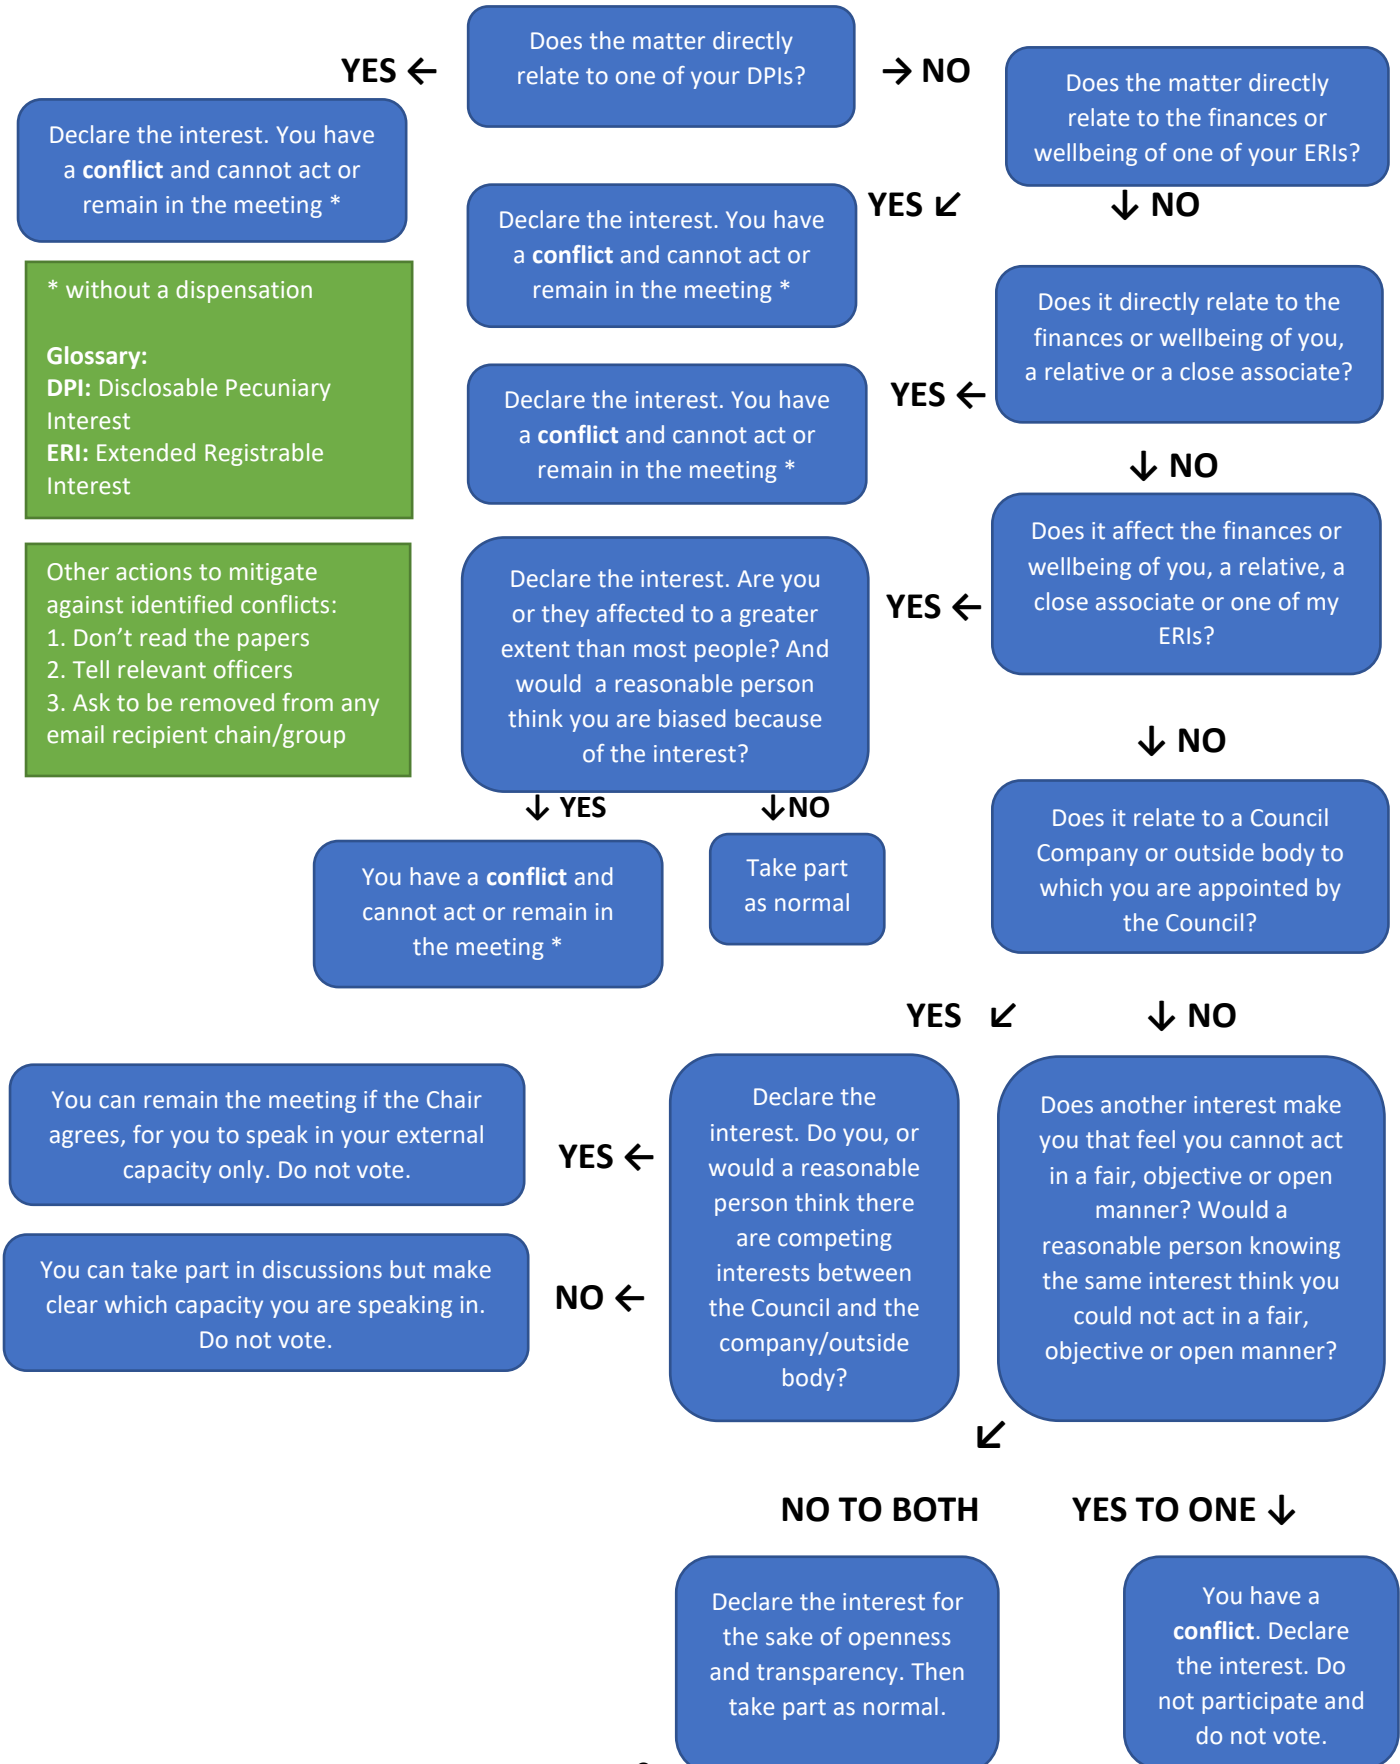 Does the matter directly
relate to one of your DPIs?
YES ←
→ NO
Declare the interest. You have
a conflict and cannot act or
remain in the meeting *
Does the matter directly
relate to the finances or
wellbeing of one of your ERIs?
YES ↙
↓ NO
Declare the interest. You have
a conflict and cannot act or
remain in the meeting *
* without a dispensation
Glossary:
DPI: Disclosable Pecuniary
Interest
ERI: Extended Registrable
Interest
Does it directly relate to the
finances or wellbeing of you,
a relative or a close associate?
YES ←
↓ NO
Declare the interest. You have
a conflict and cannot act or
remain in the meeting *
Does it affect the finances or
wellbeing of you, a relative, a
close associate or one of my
ERIs?
YES ←
↓ NO
Declare the interest. Are you
or they affected to a greater
extent than most people? And
would a reasonable person
think you are biased because
of the interest?
↓ YES
↓NO
Other actions to mitigate
against identified conflicts:
1. Don’t read the papers
2. Tell relevant officers
3. Ask to be removed from any
email recipient chain/group
You have a conflict and
cannot act or remain in
the meeting *
Take part
as normal
Does it relate to a Council
Company or outside body to
which you are appointed by
the Council?
YES ↙
↓ NO
Declare the
interest. Do you, or
would a reasonable
person think there
are competing
interests between
the Council and the
company/outside
body?
YES ←
You can remain the meeting if the Chair
agrees, for you to speak in your external
capacity only. Do not vote.
NO ←
You can take part in discussions but make
clear which capacity you are speaking in.
Do not vote.
Does another interest make
you that feel you cannot act
in a fair, objective or open
manner? Would a
reasonable person knowing
the same interest think you
could not act in a fair,
objective or open manner?
↙
NO TO BOTH
YES TO ONE ↓
Declare the interest for
the sake of openness
and transparency. Then
take part as normal.
You have a
conflict. Declare
the interest. Do
not participate and
do not vote.